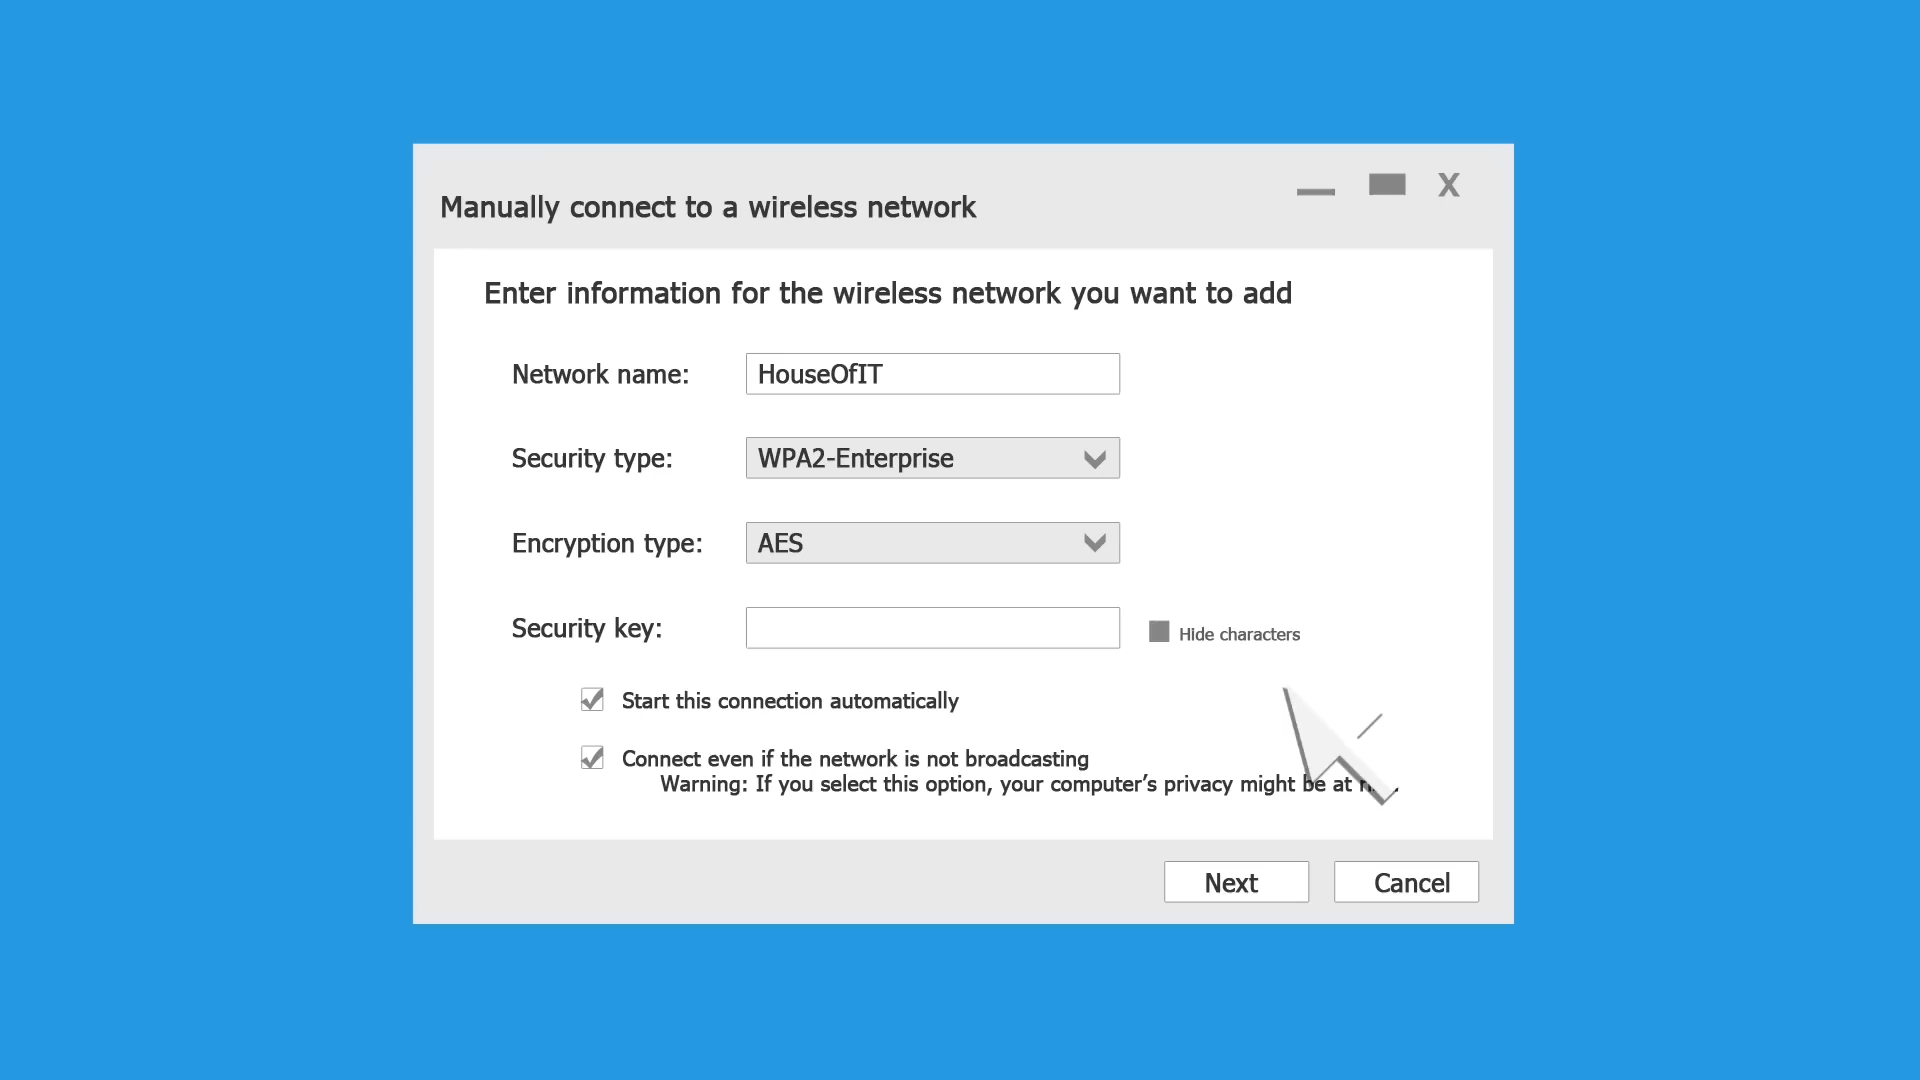 X
Manually connect to a wireless network
Enter information for the wireless network you want to add
Network name: HouseOfIT
Security type: WPA2-Enterprise
Encryption type: AES
Security key:
Hide characters
Start this connection automatically
Connect even if the network is not broadcasting
Warning: If you select this option, your computer’s privacy might be at
Next Cancel